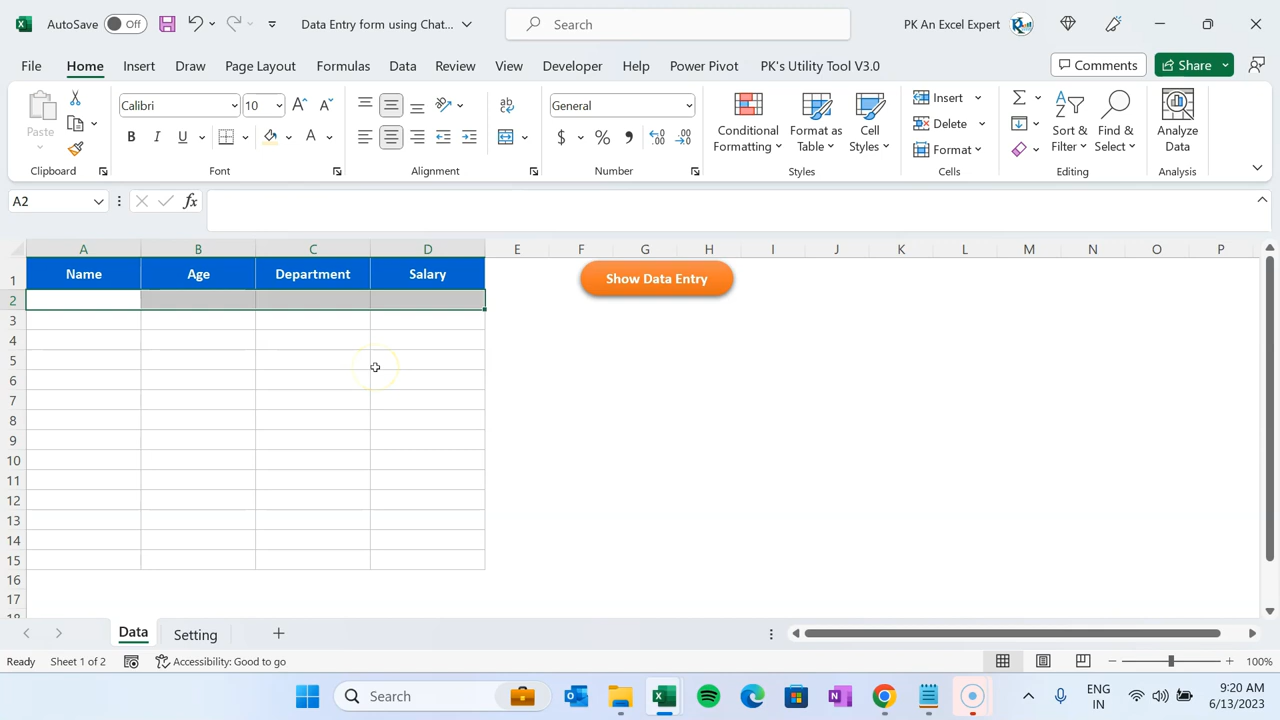 AutoSave Off Data Entry form using Chat... Search PK An Excel Expert
File Home Insert Draw Page Layout Formulas Data Review View Developer Help Power Pivot PK's Utility Tool V3.0 Comments Share
Paste
Calibri 10
B I U A
ab
General
$ % 9
Conditional Formatting
Format as Table
Cell Styles
Insert
Delete
Format
Sort & Filter
Find & Select
Analyze Data
Clipboard Font Alignment Number Styles Cells Editing Analysis
A2 fx
A B C D E F G H I J K L M N O P
1 Name Age Department Salary Show Data Entry
2
3
4
5
6
7
8
9
10
11
12
13
14
15
16
17
18
Data Setting
Ready Sheet 1 of 2 Accessibility: Good to go 100%
Search ENG IN 9:20 AM 6/13/2023